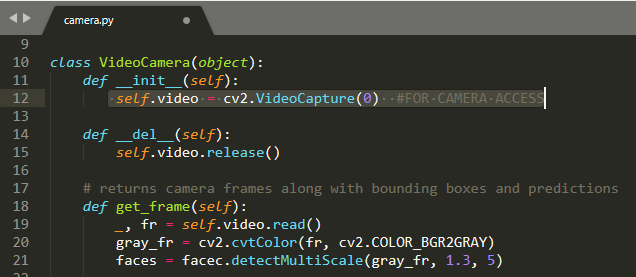 camera.py
9
10 class VideoCamera(object):
11     def __init__(self):
12         self.video = cv2.VideoCapture(0)  #FOR CAMERA ACCESS
13
14     def __del__(self):
15         self.video.release()
16
17     # returns camera frames along with bounding boxes and predictions
18     def get_frame(self):
19         _, fr = self.video.read()
20         gray_fr = cv2.cvtColor(fr, cv2.COLOR_BGR2GRAY)
21         faces = facec.detectMultiScale(gray_fr, 1.3, 5)